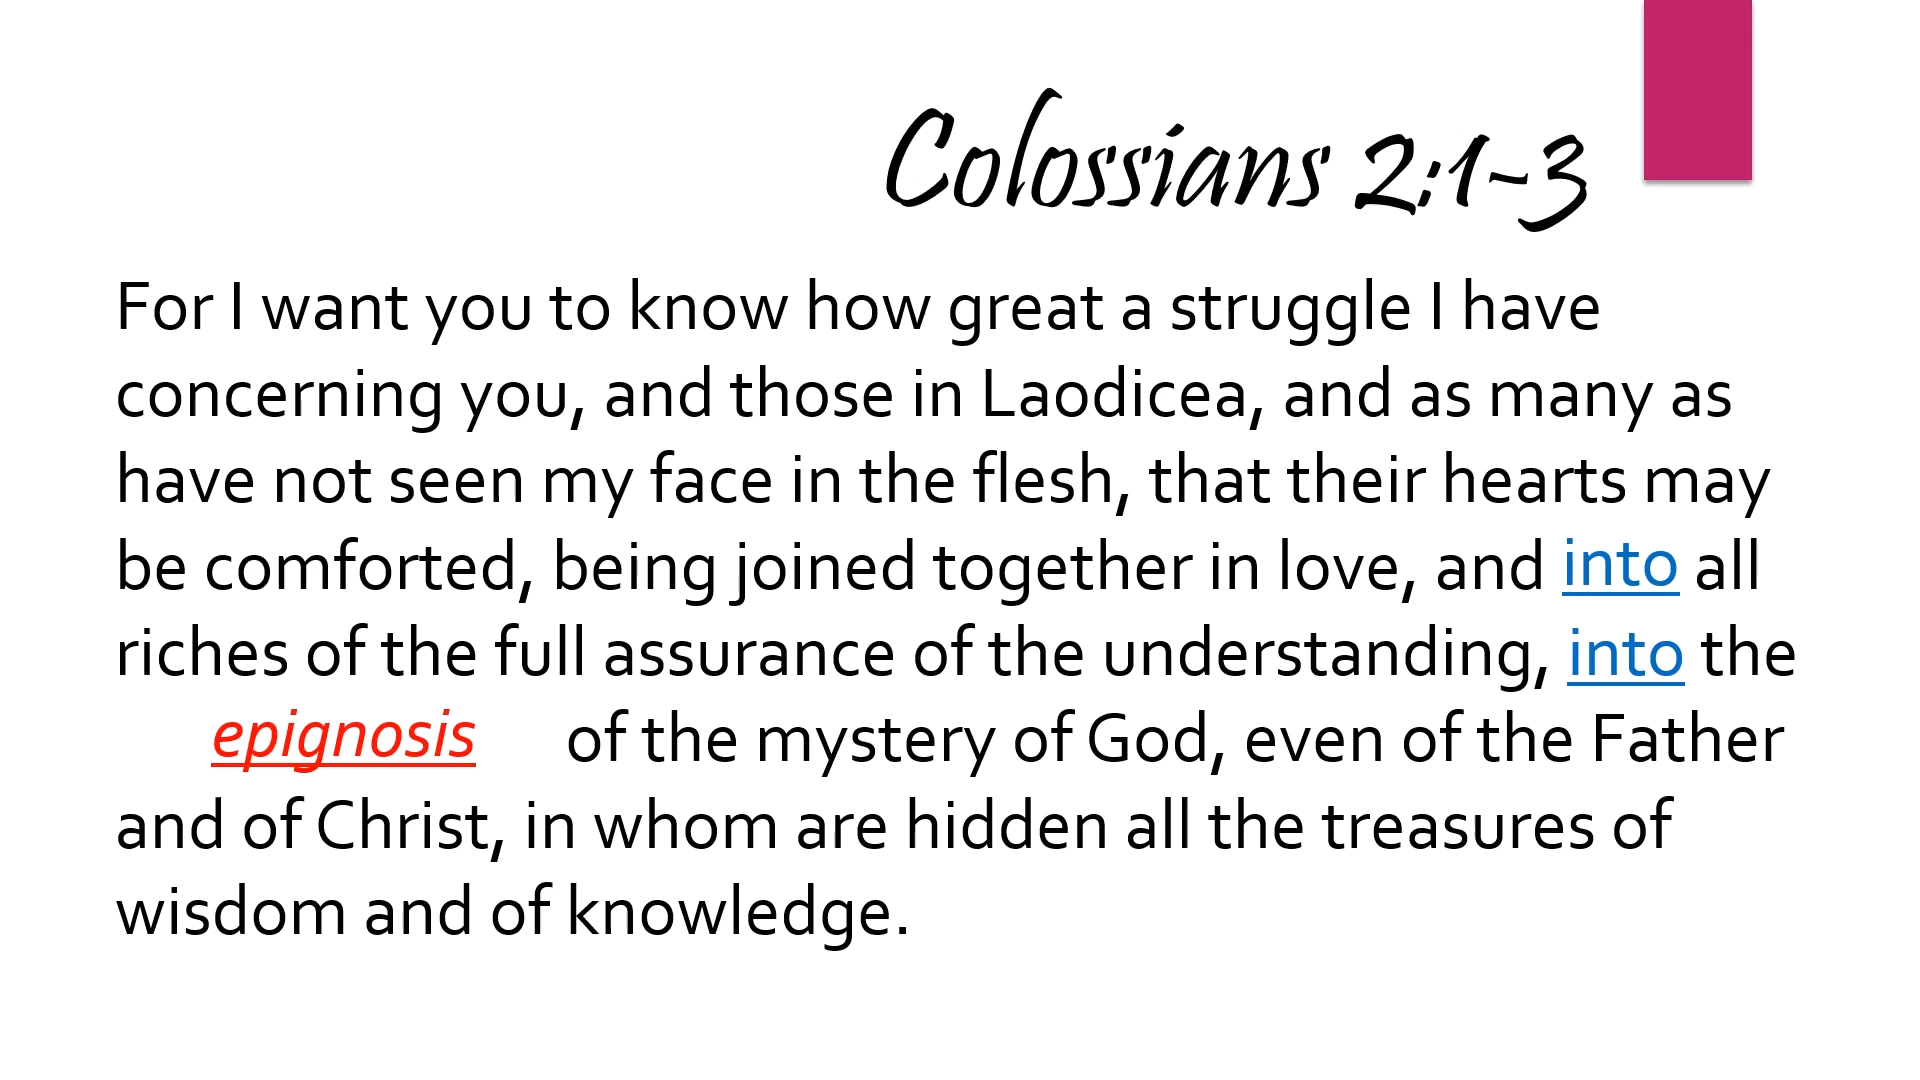 Colossians 2:1-3
For I want you to know how great a struggle I have
concerning you, and those in Laodicea, and as many as
have not seen my face in the flesh, that their hearts may
be comforted, being joined together in love, and into all
riches of the full assurance of the understanding, into the
epignosis of the mystery of God, even of the Father
and of Christ, in whom are hidden all the treasures of
wisdom and of knowledge.